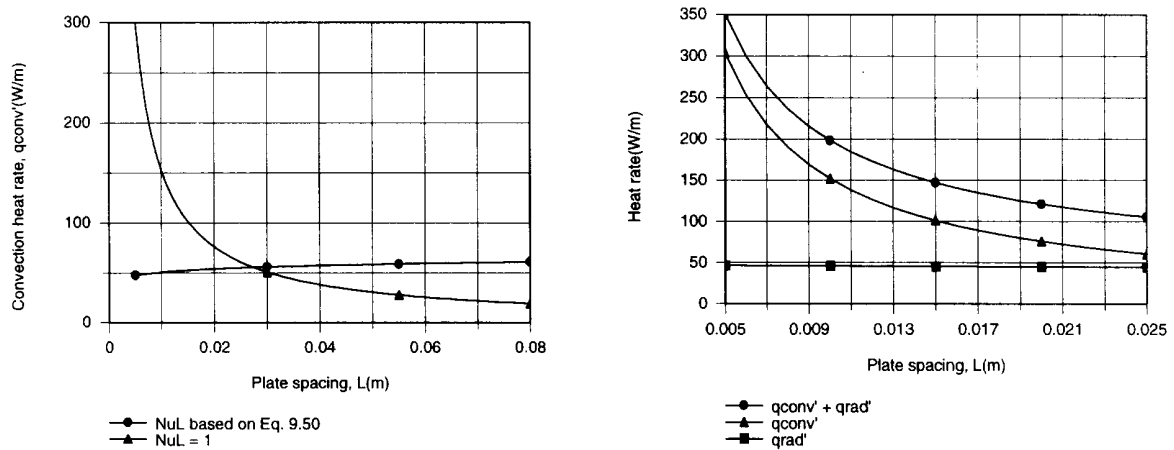 Convection heat rate, qconv'(W/m)
300
200
100
0
0
0.02
0.04
0.06
0.08
Plate spacing, L(m)
NuL based on Eq. 9.50
NuL = 1
Heat rate(W/m)
350
300
250
200
150
100
50
0
0.005
0.009
0.013
0.017
0.021
0.025
Plate spacing, L(m)
qconv' + qrad'
qconv'
qrad'